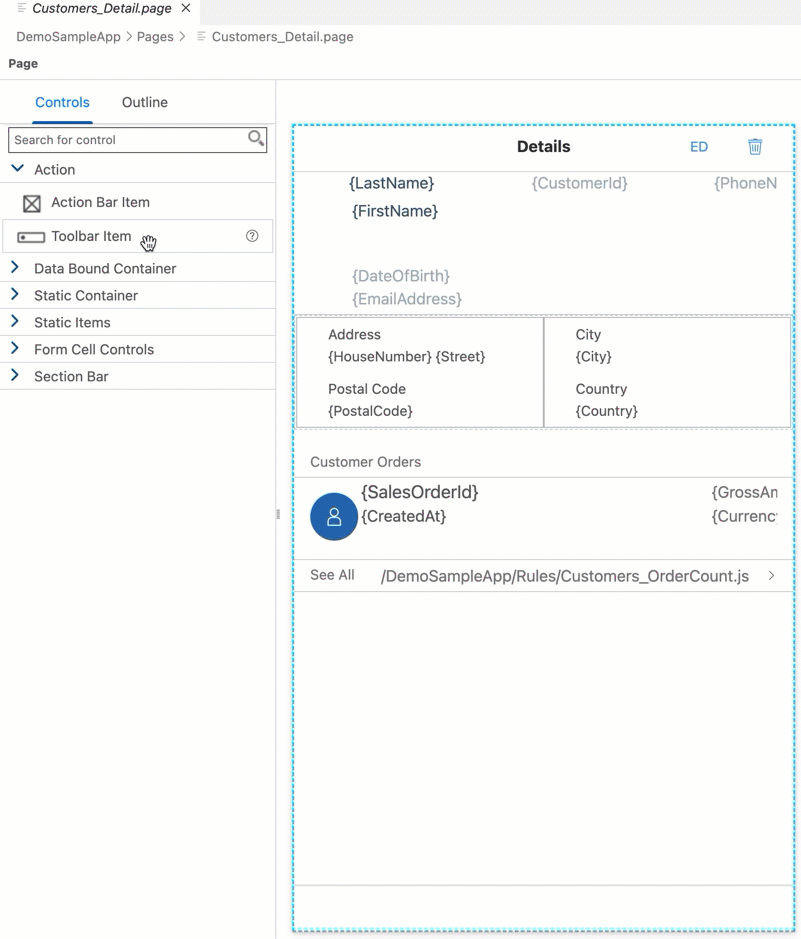 Customers_Detail.page
DemoSampleApp > Pages > Customers_Detail.page
Page
Controls
Outline
Search for control
Action
Action Bar Item
Toolbar Item
Data Bound Container
Static Container
Static Items
Form Cell Controls
Section Bar
Details
ED
{LastName}
{CustomerId}
{PhoneN
{FirstName}
{DateOfBirth}
{EmailAddress}
Address
{HouseNumber} {Street}
City
{City}
Postal Code
{PostalCode}
Country
{Country}
Customer Orders
{SalesOrderId}
{GrossAm
{CreatedAt}
{Currenc
See All
/DemoSampleApp/Rules/Customers_OrderCount.js